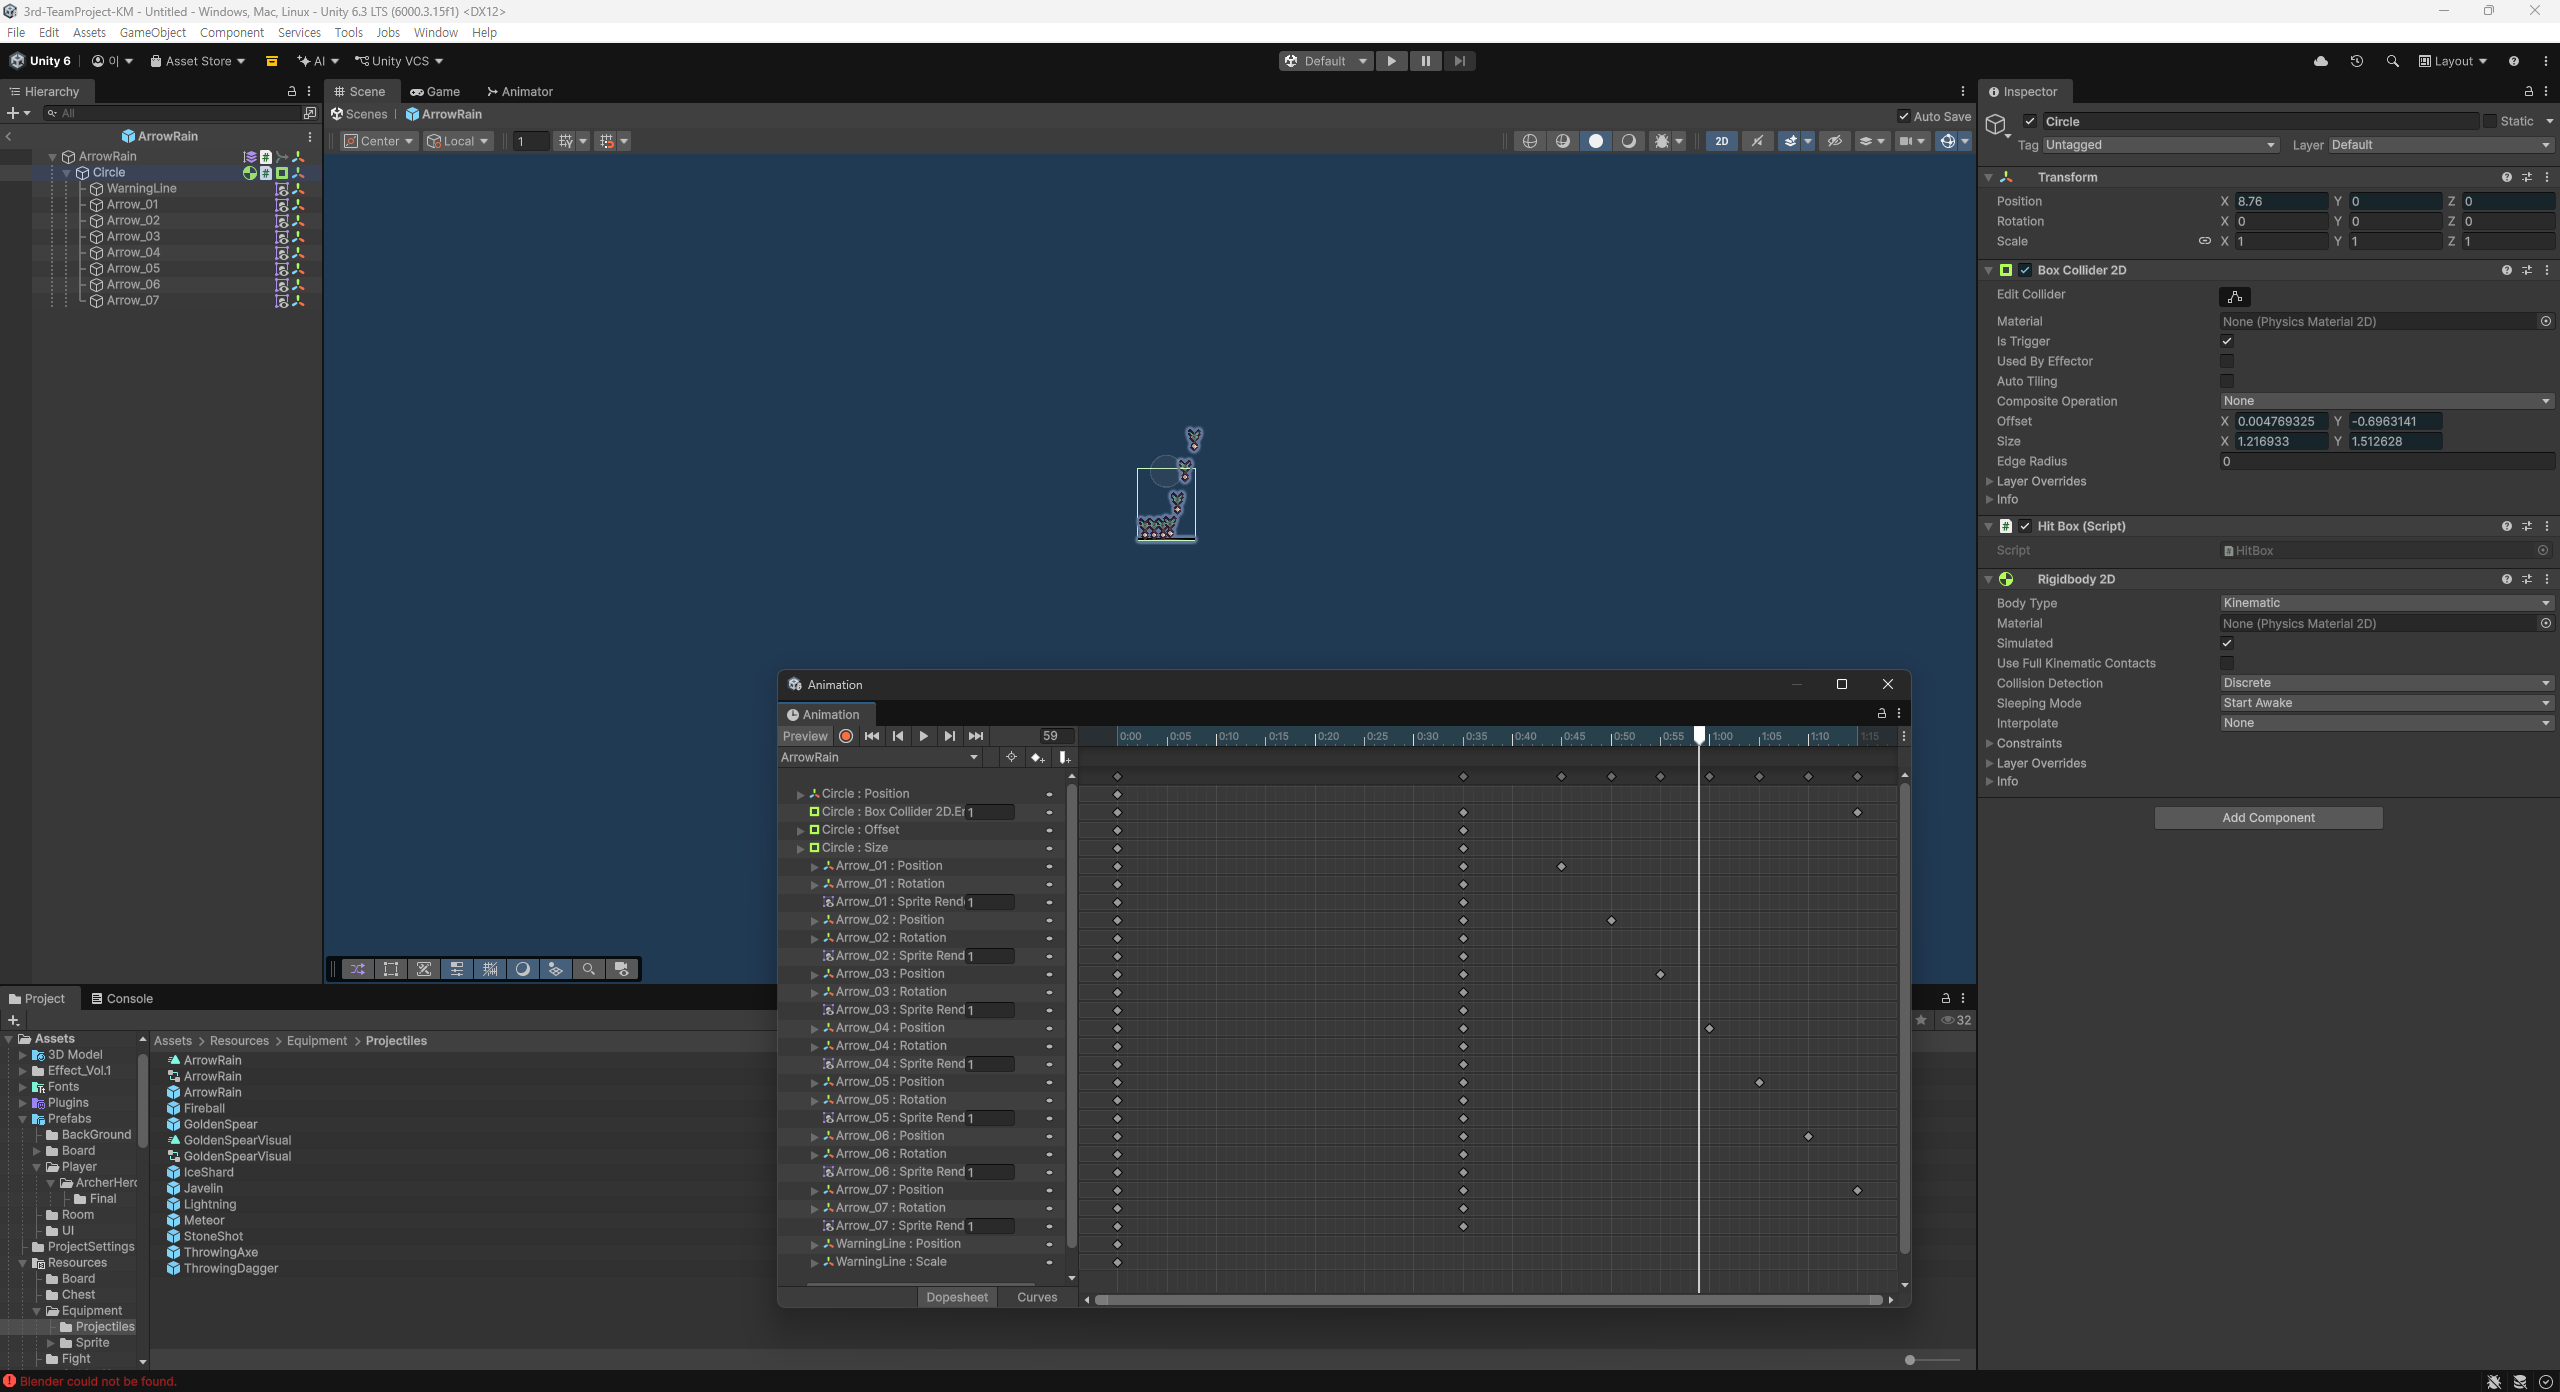 3rd-TeamProject-KM - Untitled - Windows, Mac, Linux - Unity 6.3 LTS (6000.3.15f1) <DX12>
File Edit Assets GameObject Component Services Tools Jobs Window Help
Unity 6 Asset Store AI Unity VCS Default Layout
Hierarchy
All
ArrowRain
ArrowRain
Circle
WarningLine
Arrow_01
Arrow_02
Arrow_03
Arrow_04
Arrow_05
Arrow_06
Arrow_07
Scene Game Animator
Scenes ArrowRain Auto Save
Center Local 1 2D
Inspector
Circle Static
Tag Untagged Layer Default
Transform
Position X 8.76 Y 0 Z 0
Rotation X 0 Y 0 Z 0
Scale X 1 Y 1 Z 1
Box Collider 2D
Edit Collider
Material None (Physics Material 2D)
Is Trigger
Used By Effector
Auto Tiling
Composite Operation None
Offset X 0.004769325 Y -0.6963141
Size X 1.216933 Y 1.512628
Edge Radius 0
Layer Overrides
Info
Hit Box (Script)
Script HitBox
Rigidbody 2D
Body Type Kinematic
Material None (Physics Material 2D)
Simulated
Use Full Kinematic Contacts
Collision Detection Discrete
Sleeping Mode Start Awake
Interpolate None
Constraints
Layer Overrides
Info
Add Component
Animation
Animation
Preview 59 0:00 0:05 0:10 0:15 0:20 0:25 0:30 0:35 0:40 0:45 0:50 0:55 1:00 1:05 1:10 1:15
ArrowRain
Circle : Position
Circle : Box Collider 2D.Er 1
Circle : Offset
Circle : Size
Arrow_01 : Position
Arrow_01 : Rotation
Arrow_01 : Sprite Rend 1
Arrow_02 : Position
Arrow_02 : Rotation
Arrow_02 : Sprite Rend 1
Arrow_03 : Position
Arrow_03 : Rotation
Arrow_03 : Sprite Rend 1
Arrow_04 : Position
Arrow_04 : Rotation
Arrow_04 : Sprite Rend 1
Arrow_05 : Position
Arrow_05 : Rotation
Arrow_05 : Sprite Rend 1
Arrow_06 : Position
Arrow_06 : Rotation
Arrow_06 : Sprite Rend 1
Arrow_07 : Position
Arrow_07 : Rotation
Arrow_07 : Sprite Rend 1
WarningLine : Position
WarningLine : Scale
Dopesheet Curves
Project Console
32
Assets
3D Model
Effect_Vol.1
Fonts
Plugins
Prefabs
BackGround
Board
Player
ArcherHero
Final
Room
UI
ProjectSettings
Resources
Board
Chest
Equipment
Projectiles
Sprite
Fight
Assets > Resources > Equipment > Projectiles
ArrowRain
ArrowRain
ArrowRain
Fireball
GoldenSpear
GoldenSpearVisual
GoldenSpearVisual
IceShard
Javelin
Lightning
Meteor
StoneShot
ThrowingAxe
ThrowingDagger
Blender could not be found.